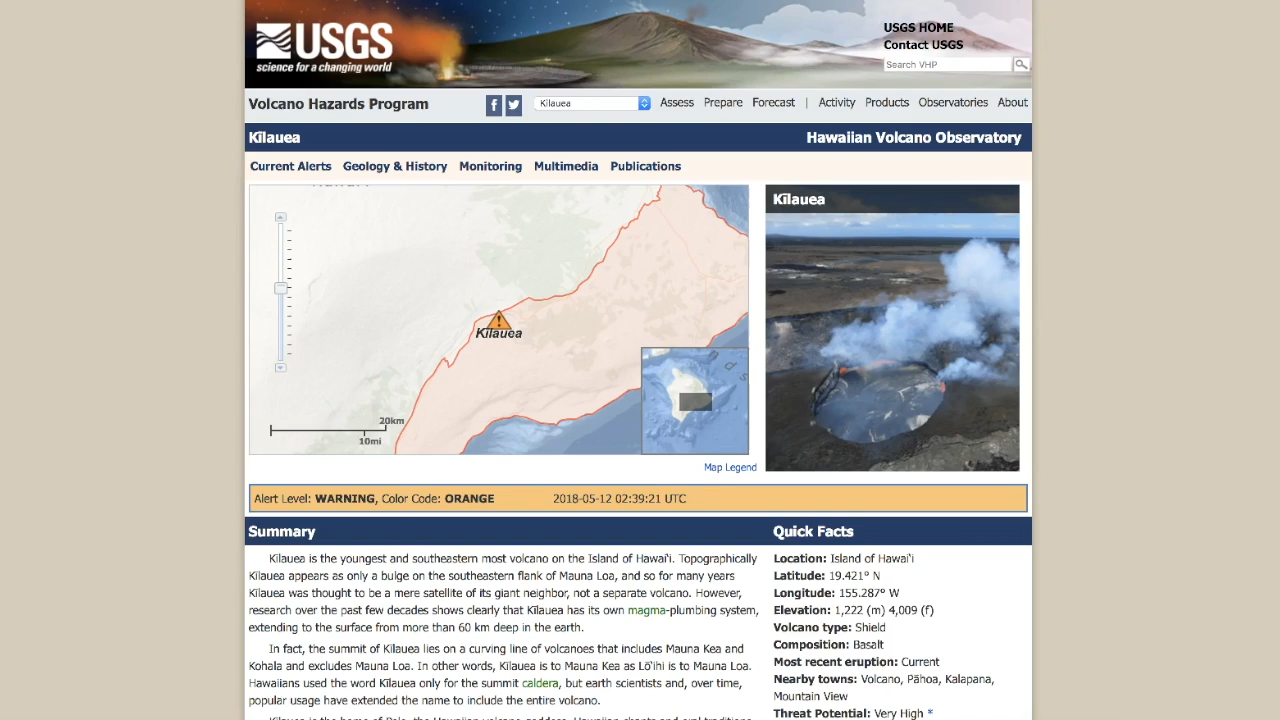 USGS
science for a changing world
USGS HOME
Contact USGS
Search VHP
Volcano Hazards Program
f
Kilauea
Assess Prepare Forecast | Activity Products Observatories About
Kīlauea
Hawaiian Volcano Observatory
Current Alerts Geology & History Monitoring Multimedia Publications
Kīlauea
Kīlauea
20km
10mi
Map Legend
Alert Level: WARNING, Color Code: ORANGE 2018-05-12 02:39:21 UTC
Summary
Kīlauea is the youngest and southeastern most volcano on the Island of Hawai'i. Topographically
Kīlauea appears as only a bulge on the southeastern flank of Mauna Loa, and so for many years
Kīlauea was thought to be a mere satellite of its giant neighbor, not a separate volcano. However,
research over the past few decades shows clearly that Kīlauea has its own magma-plumbing system,
extending to the surface from more than 60 km deep in the earth.
In fact, the summit of Kīlauea lies on a curving line of volcanoes that includes Mauna Kea and
Kohala and excludes Mauna Loa. In other words, Kīlauea is to Mauna Kea as Lō'ihi is to Mauna Loa.
Hawaiians used the word Kīlauea only for the summit caldera, but earth scientists and, over time,
popular usage have extended the name to include the entire volcano.
Quick Facts
Location: Island of Hawai'i
Latitude: 19.421° N
Longitude: 155.287° W
Elevation: 1,222 (m) 4,009 (f)
Volcano type: Shield
Composition: Basalt
Most recent eruption: Current
Nearby towns: Volcano, Pāhoa, Kalapana,
Mountain View
Threat Potential: Very High *